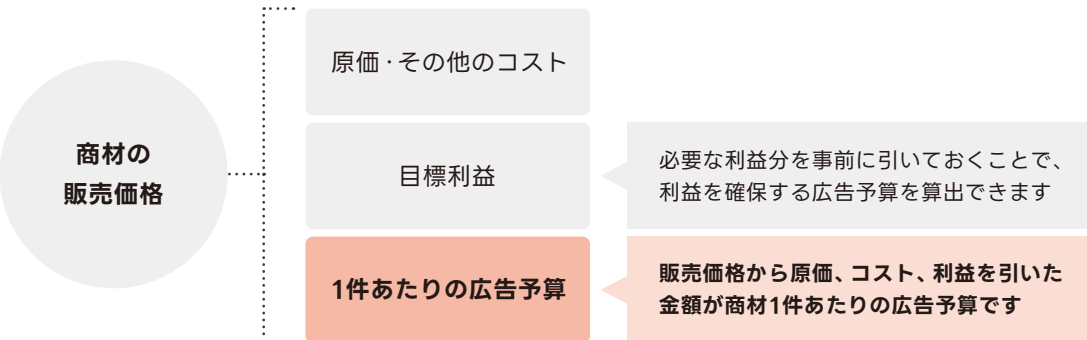 商材の
販売価格
原価・その他のコスト
目標利益
必要な利益分を事前に引いておくことで、
利益を確保する広告予算を算出できます
1件あたりの広告予算
販売価格から原価、コスト、利益を引いた
金額が商材1件あたりの広告予算です